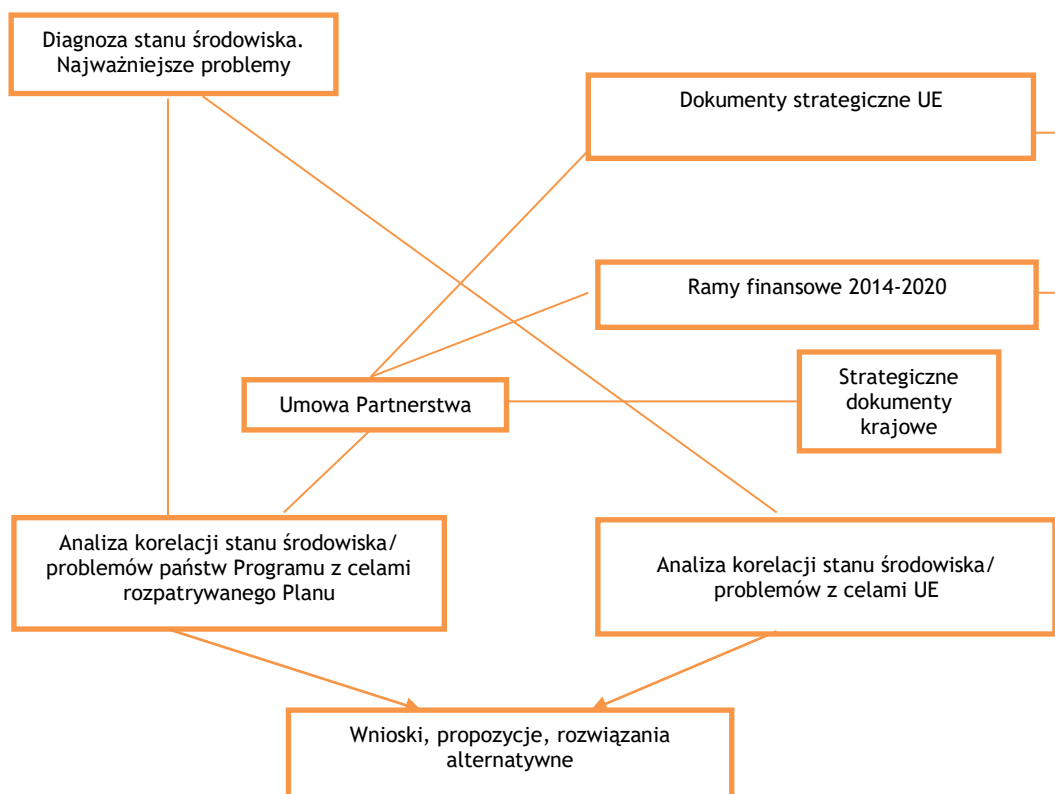 Diagnoza stanu środowiska.
Najważniejsze problemy
Dokumenty strategiczne UE
Ramy finansowe 2014-2020
Strategiczne
dokumenty
krajowe
Umowa Partnerstwa
Analiza korelacji stanu środowiska/
problemów państw Programu z celami
rozpatrywanego Planu
Analiza korelacji stanu środowiska/
problemów z celami UE
Wnioski, propozycje, rozwiązania
alternatywne